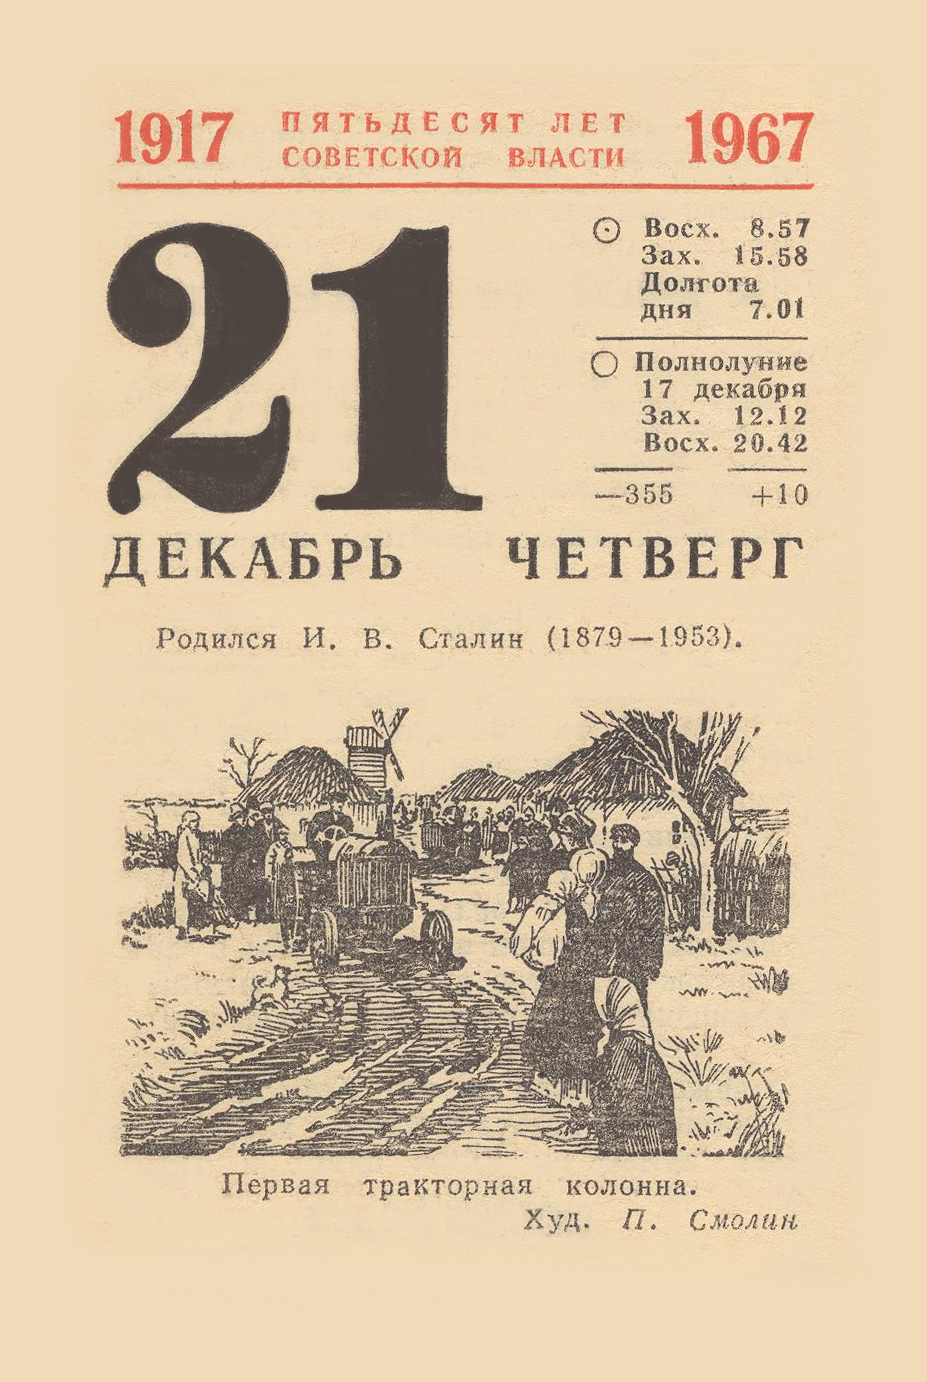 1917 ПЯТЬДЕСЯТ ЛЕТ СОВЕТСКОЙ ВЛАСТИ 1967
21
Восх. 8.57
Зах. 15.58
Долгота
дня 7.01
Полнолуние
17 декабря
Зах. 12.12
Восх. 20.42
—355 +10
ДЕКАБРЬ ЧЕТВЕРГ
Родился И. В. Сталин (1879—1953).
Первая тракторная колонна.
Худ. П. Смолин